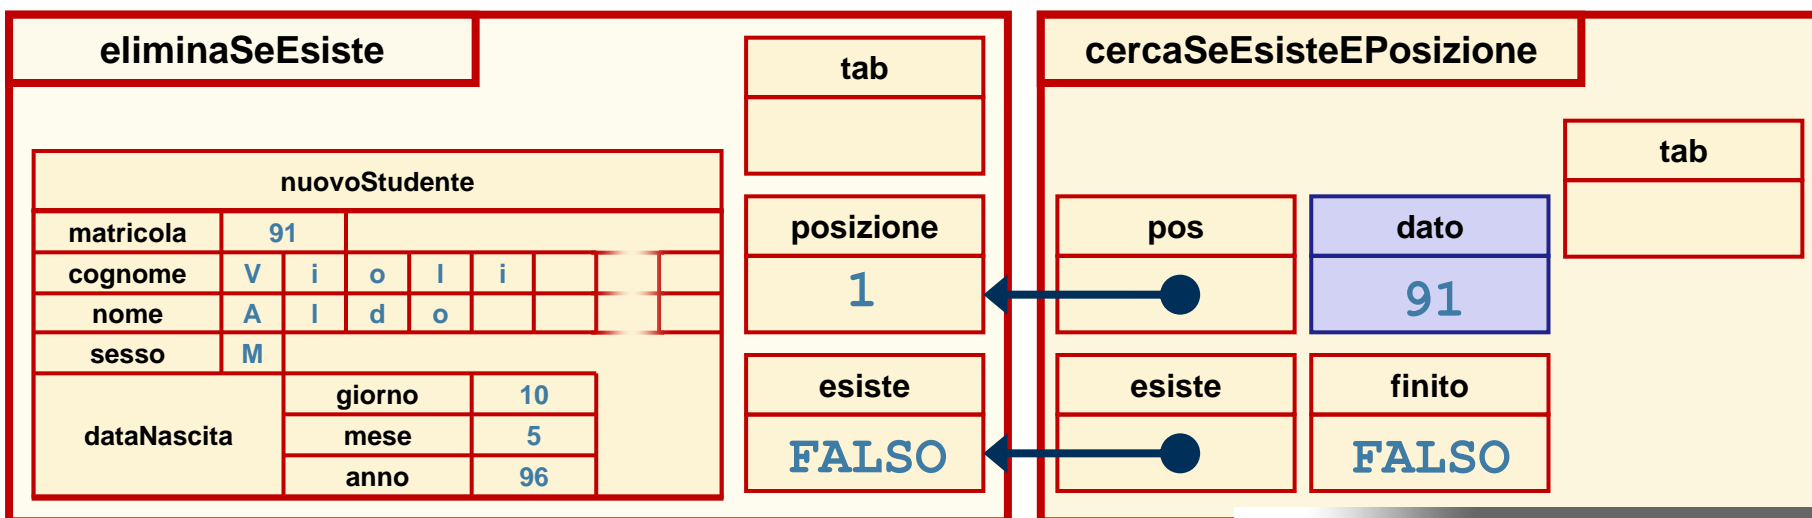 eliminaSeEsiste
tab
nuovoStudente
matricola 91
cognome V i o l i
nome A l d o
sesso M
dataNascita
giorno 10
mese 5
anno 96
posizione
1
esiste
FALSO
cercaSeEsisteEPosizione
tab
pos
dato
91
esiste
finito
FALSO